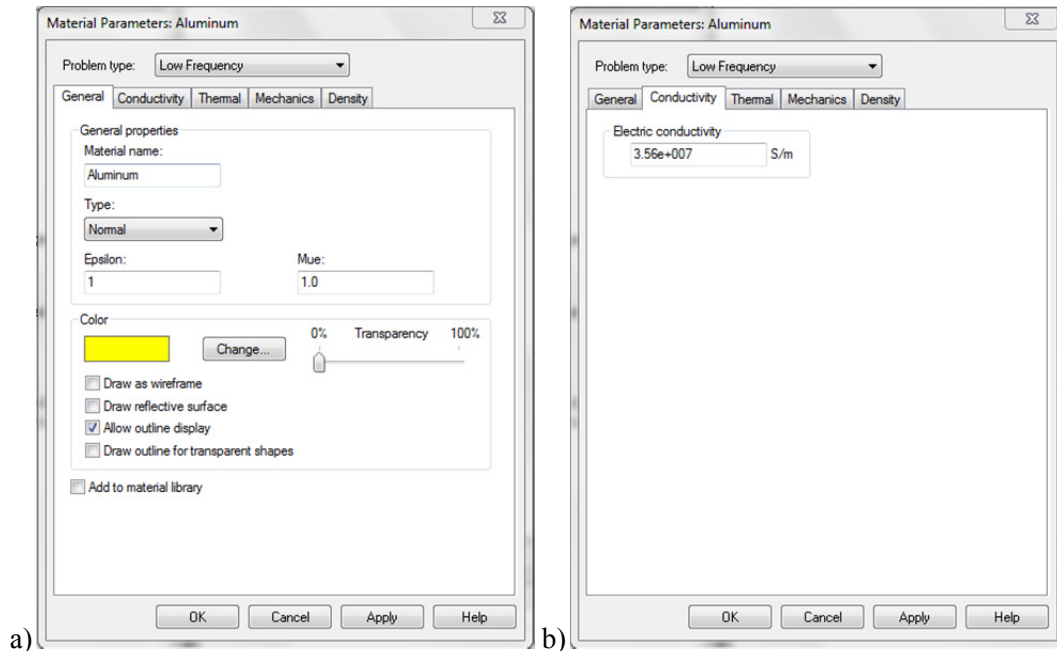 Material Parameters: Aluminum
Problem type: Low Frequency
General Conductivity Thermal Mechanics Density
General properties
Material name:
Aluminum
Type:
Normal
Epsilon: Mue:
1 1.0
Color
0% Transparency 100%
Change...
Draw as wireframe
Draw reflective surface
Allow outline display
Draw outline for transparent shapes
Add to material library
OK Cancel Apply Help
a)
Material Parameters: Aluminum
Problem type: Low Frequency
General Conductivity Thermal Mechanics Density
Electric conductivity
3.56e+007 S/m
OK Cancel Apply Help
b)